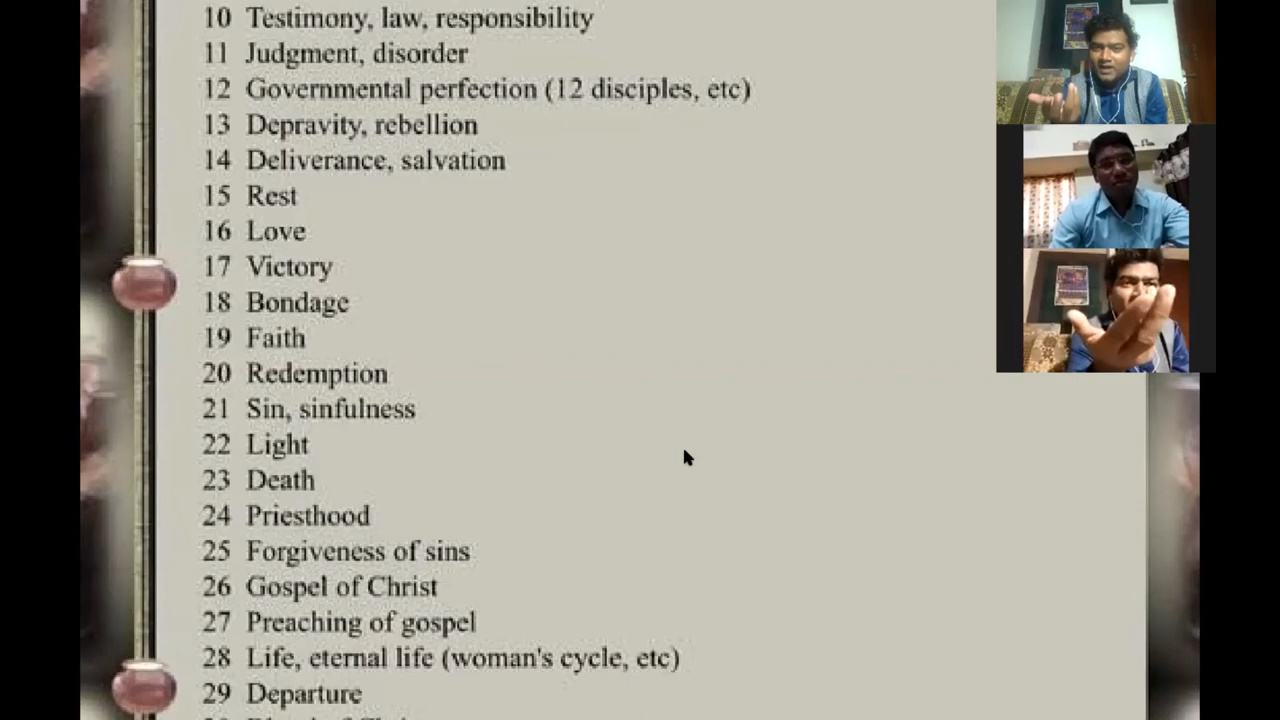 10 Testimony, law, responsibility
11 Judgment, disorder
12 Governmental perfection (12 disciples, etc)
13 Depravity, rebellion
14 Deliverance, salvation
15 Rest
16 Love
17 Victory
18 Bondage
19 Faith
20 Redemption
21 Sin, sinfulness
22 Light
23 Death
24 Priesthood
25 Forgiveness of sins
26 Gospel of Christ
27 Preaching of gospel
28 Life, eternal life (woman's cycle, etc)
29 Departure